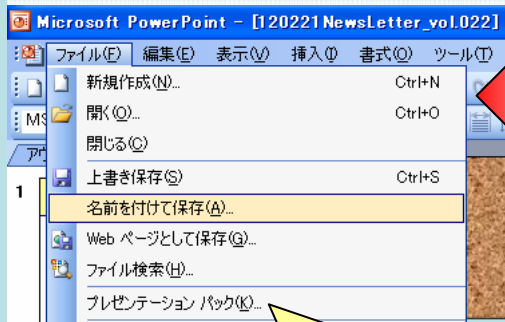 Microsoft PowerPoint - [120221NewsLetter_vol.022]
ファイル(F) 編集(E) 表示(V) 挿入(I) 書式(O) ツール(T)
新規作成(N)... Ctrl+N
開く(O)... Ctrl+O
閉じる(C)
上書き保存(S) Ctrl+S
1
名前を付けて保存(A)...
Web ページとして保存(G)...
ファイル検索(H)...
プレゼンテーション パック(K)...